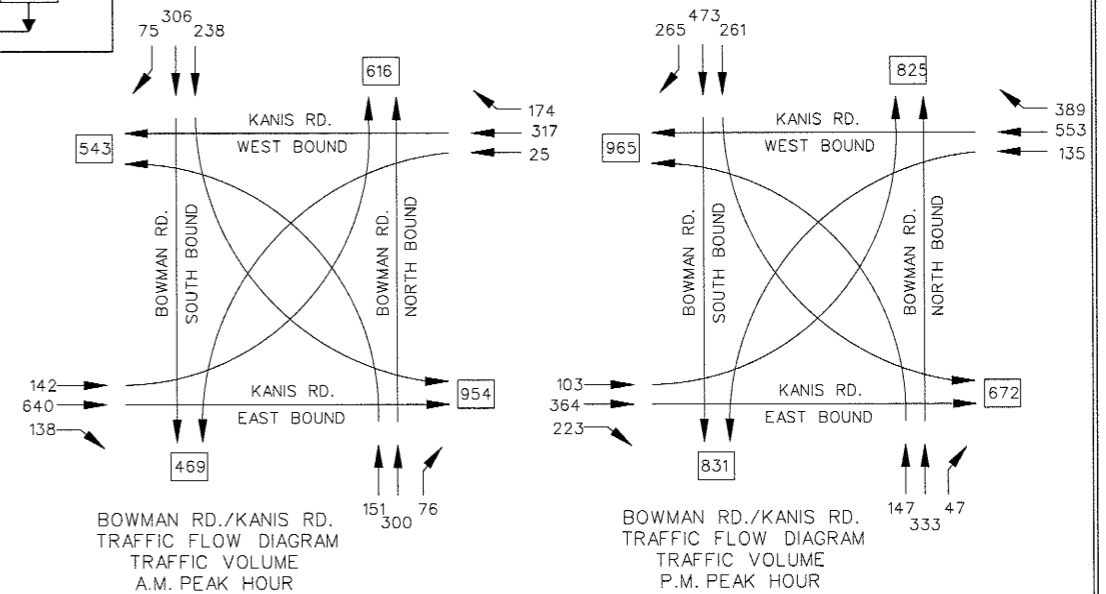 306
75
238
616
174
317
25
KANIS RD.
WEST BOUND
543
BOWMAN RD.
SOUTH BOUND
BOWMAN RD.
NORTH BOUND
142
640
138
KANIS RD.
EAST BOUND
954
469
151
300
76
BOWMAN RD./KANIS RD.
TRAFFIC FLOW DIAGRAM
TRAFFIC VOLUME
A.M. PEAK HOUR
473
265
261
825
389
553
135
KANIS RD.
WEST BOUND
965
BOWMAN RD.
SOUTH BOUND
BOWMAN RD.
NORTH BOUND
103
364
223
KANIS RD.
EAST BOUND
672
831
147
333
47
BOWMAN RD./KANIS RD.
TRAFFIC FLOW DIAGRAM
TRAFFIC VOLUME
P.M. PEAK HOUR